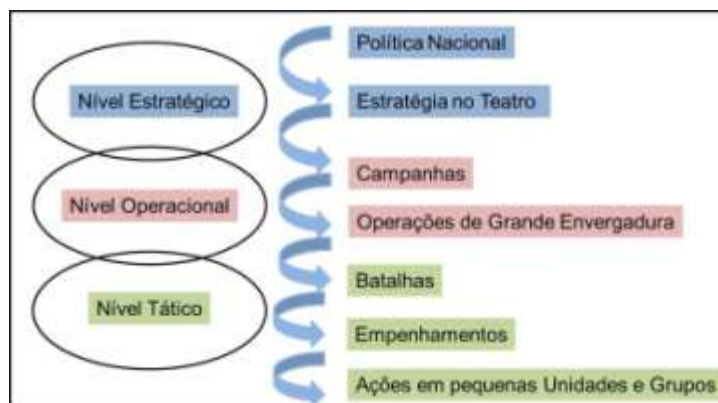 Política Nacional
Nível Estratégico
Estratégia no Teatro
Campanhas
Nível Operacional
Operações de Grande Envergadura
Batalhas
Nível Tático
Empenhamentos
Ações em pequenas Unidades e Grupos